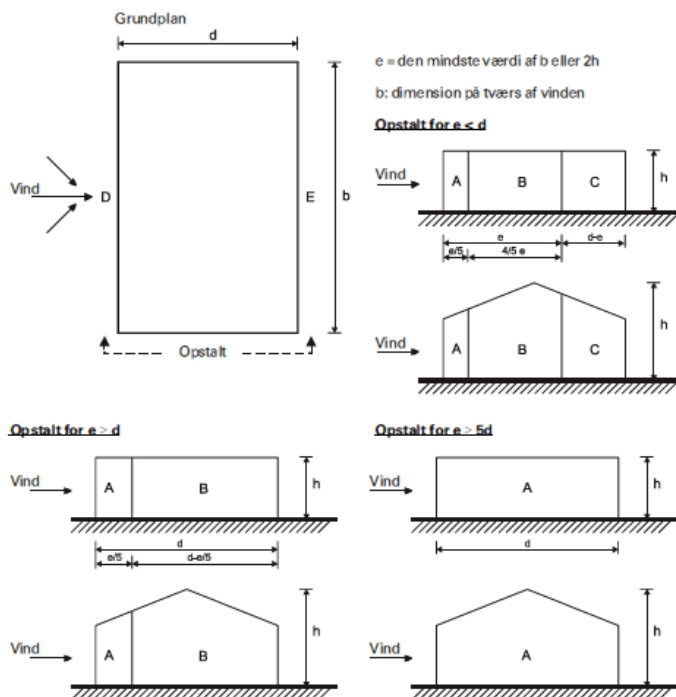 Grundplan
d
Vind
D
E
b
Opstalt
e = den mindste værdi af b eller 2h
b: dimension på tværs af vinden
Opstalt for e < d
Vind
A
B
C
h
e
d-e
e/5
4/5 e
Vind
A
B
C
h
Opstalt for e > d
Vind
A
B
h
d
e/5
d-e/5
Vind
A
B
h
Opstalt for e > 5d
Vind
A
h
d
Vind
A
h